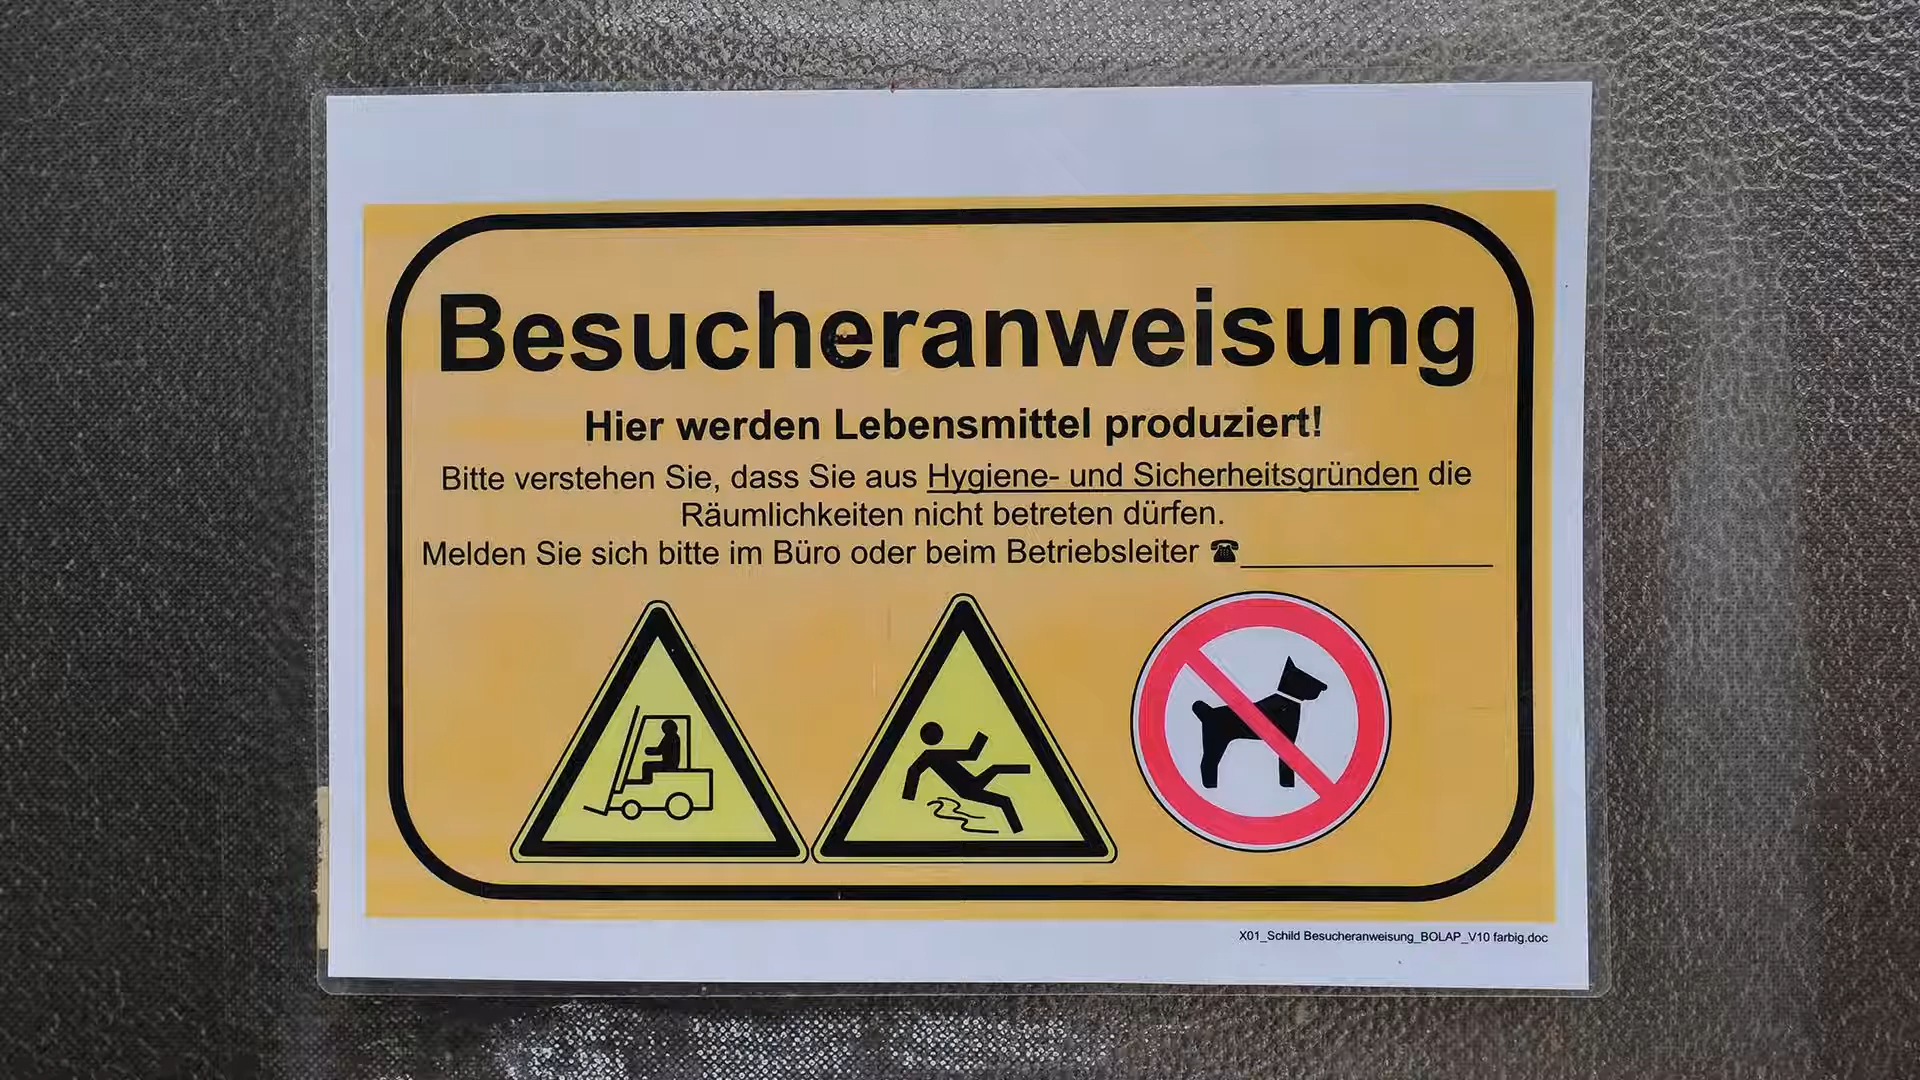 Besucheranweisung
Hier werden Lebensmittel produziert!
Bitte verstehen Sie, dass Sie aus Hygiene- und Sicherheitsgründen die
Räumlichkeiten nicht betreten dürfen.
Melden Sie sich bitte im Büro oder beim Betriebsleiter ☎______________
X01_Schild Besucheranweisung_BOLAP_V10 farbig.doc